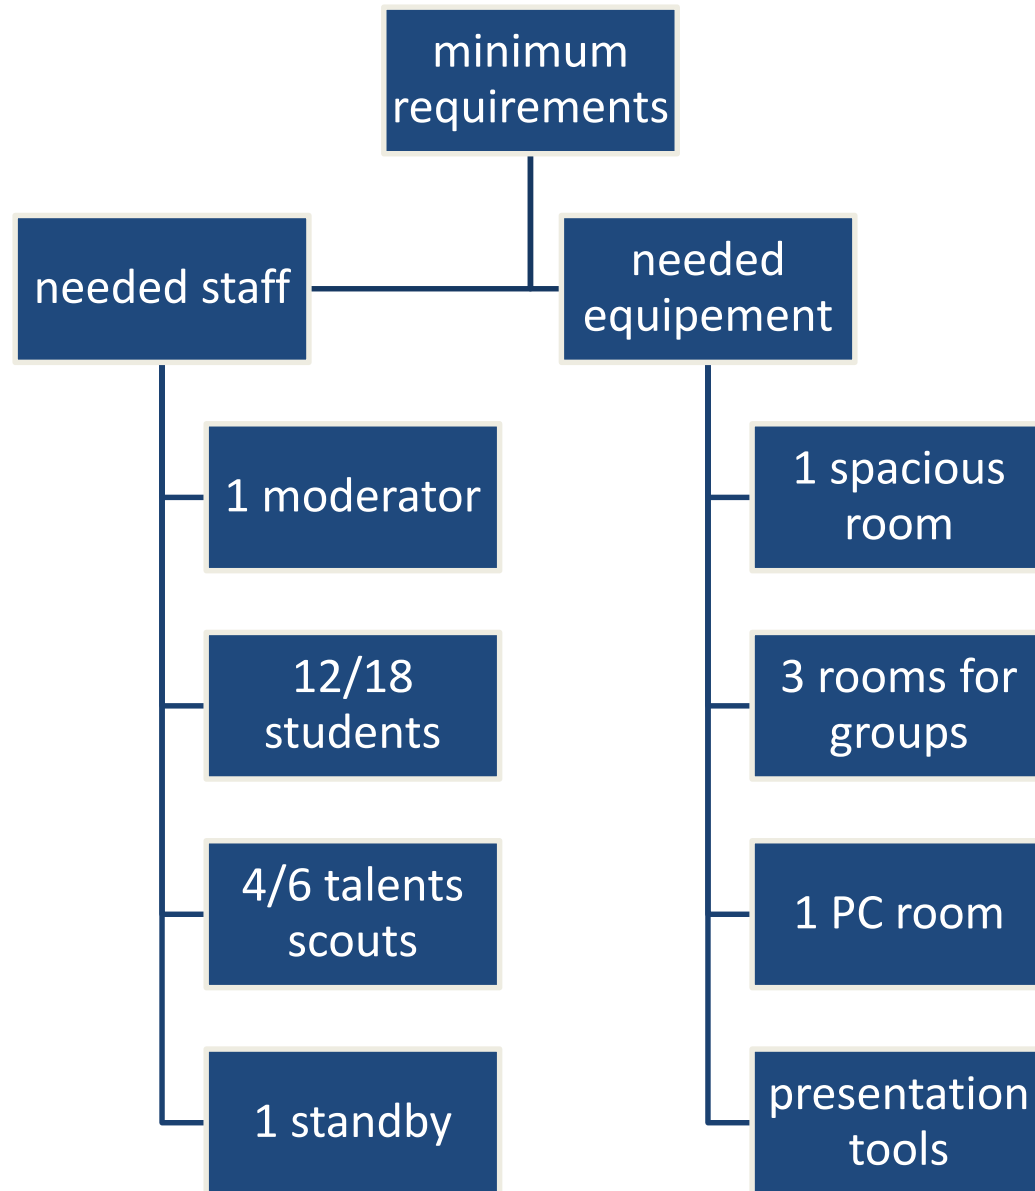 minimum
requirements
needed staff
needed
equipement
1 moderator
12/18
students
4/6 talents
scouts
1 standby
1 spacious
room
3 rooms for
groups
1 PC room
presentation
tools